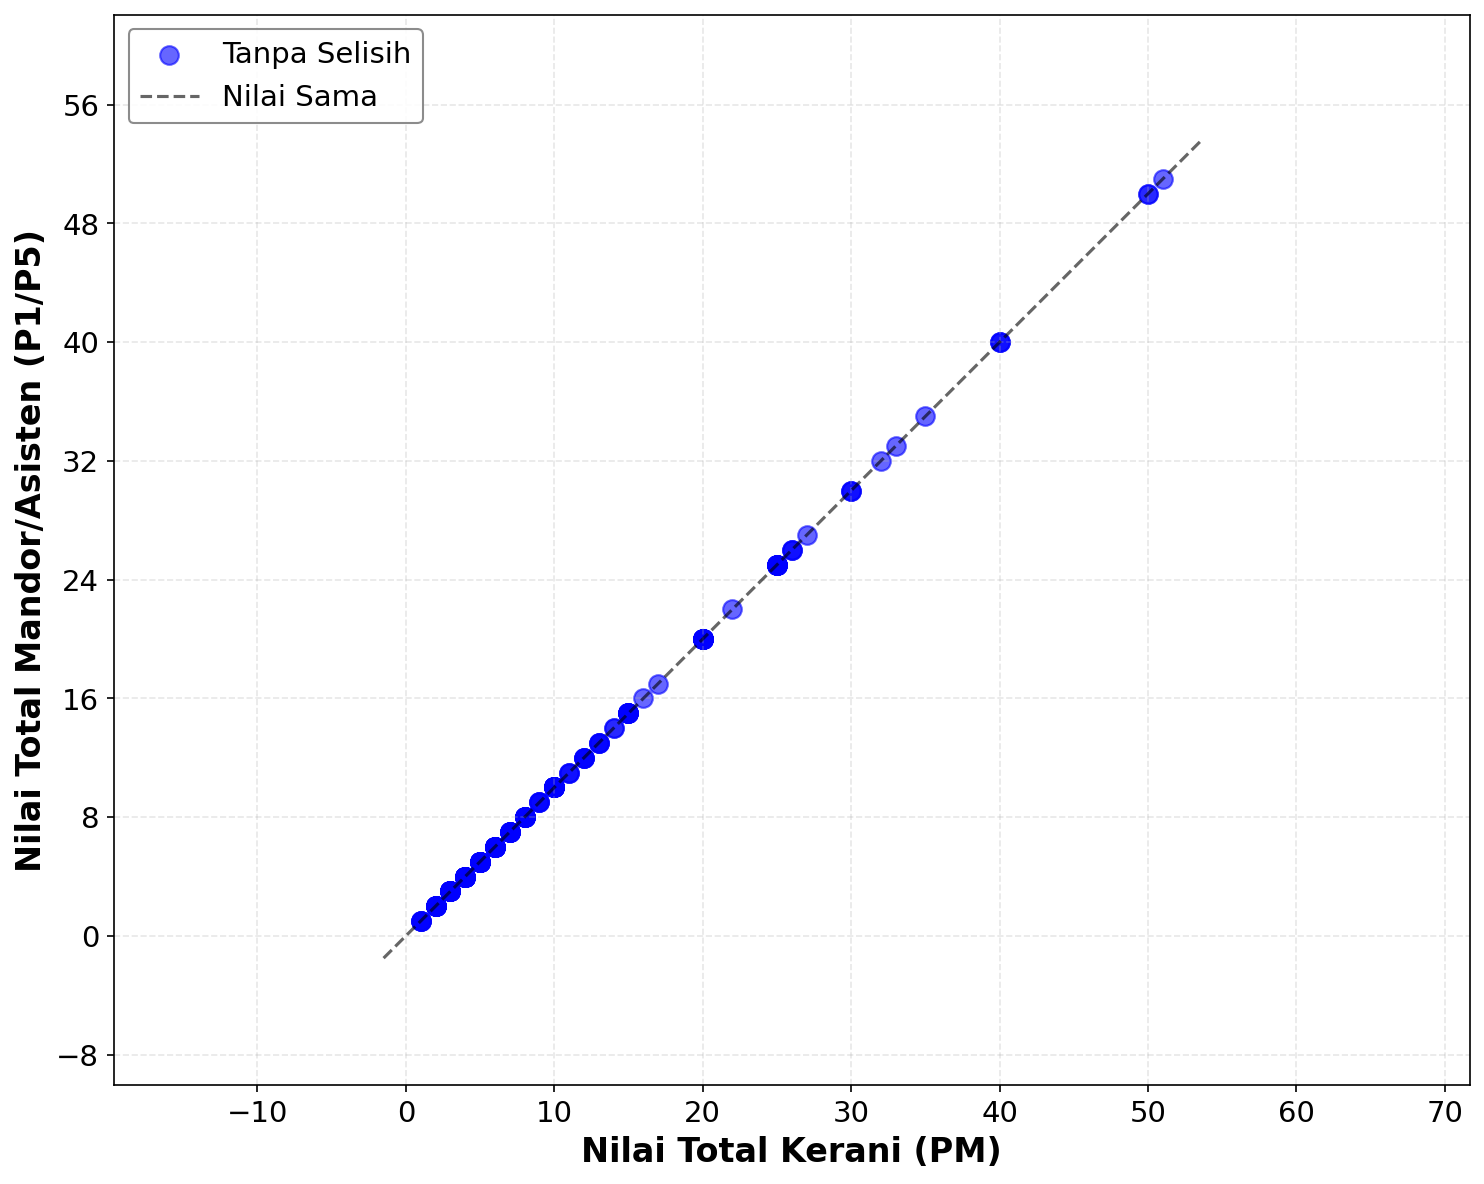 Tanpa Selisih
Nilai Sama
56
48
40
32
24
16
8
0
−8
Nilai Total Mandor/Asisten (P1/P5)
−10 0 10 20 30 40 50 60 70
Nilai Total Kerani (PM)